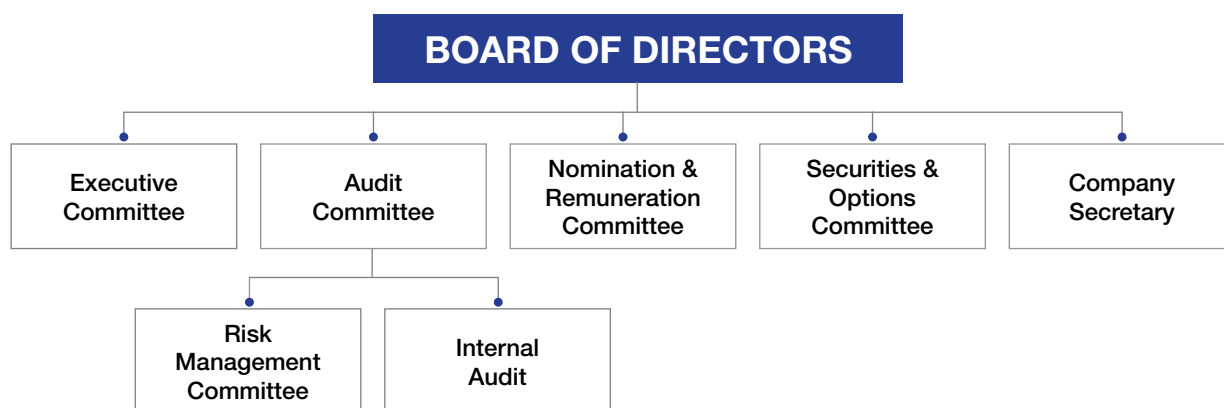 BOARD OF DIRECTORS
Executive
Committee
Audit
Committee
Nomination &
Remuneration
Committee
Securities &
Options
Committee
Company
Secretary
Risk
Management
Committee
Internal
Audit